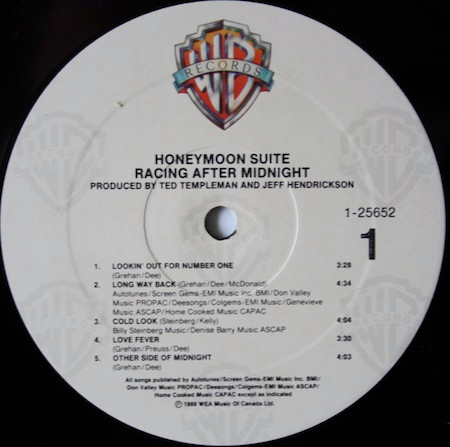 WB
RECORDS
HONEYMOON SUITE
RACING AFTER MIDNIGHT
PRODUCED BY TED TEMPLEMAN AND JEFF HENDRICKSON
1-25652
1
1. LOOKIN' OUT FOR NUMBER ONE 3:28
(Grehan/Dee)
2. LONG WAY BACK (Grehan/Dee/McDonald) 4:34
Autotunes/Screen Gems-EMI Music Inc. BMI/Don Valley
Music PROPAC/Deesongs/Colgems-EMI Music/Genevieve
Music ASCAP/Home Cooked Music CAPAC
3. COLD LOOK (Steinberg/Kelly) 4:04
Billy Steinberg Music/Denise Barry Music ASCAP
4. LOVE FEVER 3:30
(Grehan/Preuss/Dee)
5. OTHER SIDE OF MIDNIGHT 4:03
(Grehan/Dee)
All songs published by Autotunes/Screen Gems-EMI Music Inc. BMI/
Don Valley Music PROPAC/Deesongs/Colgems-EMI Music ASCAP/
Home Cooked Music CAPAC except as indicated
℗ 1988 WEA Music Of Canada Ltd.